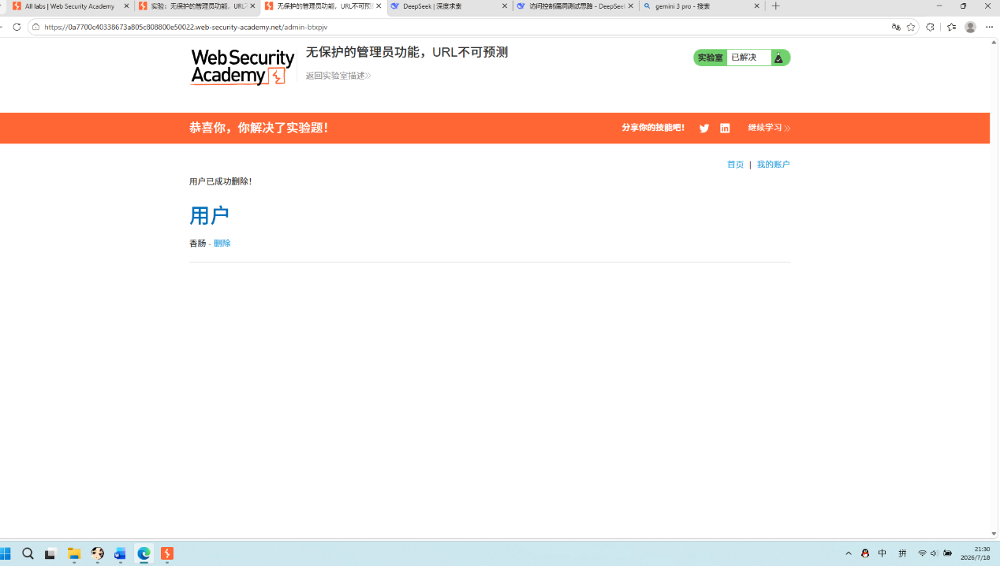 All labs | Web Security Academy
实验：无保护的管理员功能，URL不
无保护的管理员功能，URL不可预测
DeepSeek | 深度求索
访问控制漏洞测试思路 - DeepSeek
gemini 3 pro - 搜索
https://0a7700c40338673a805c808800e50022.web-security-academy.net/admin-btxpjv
Web Security
Academy
无保护的管理员功能，URL不可预测
返回实验室描述
实验室 已解决
恭喜你，你解决了实验题！
分享你的技能吧！
继续学习
首页 | 我的账户
用户已成功删除！
用户
香肠 - 删除
中 拼
21:30
2026/7/18